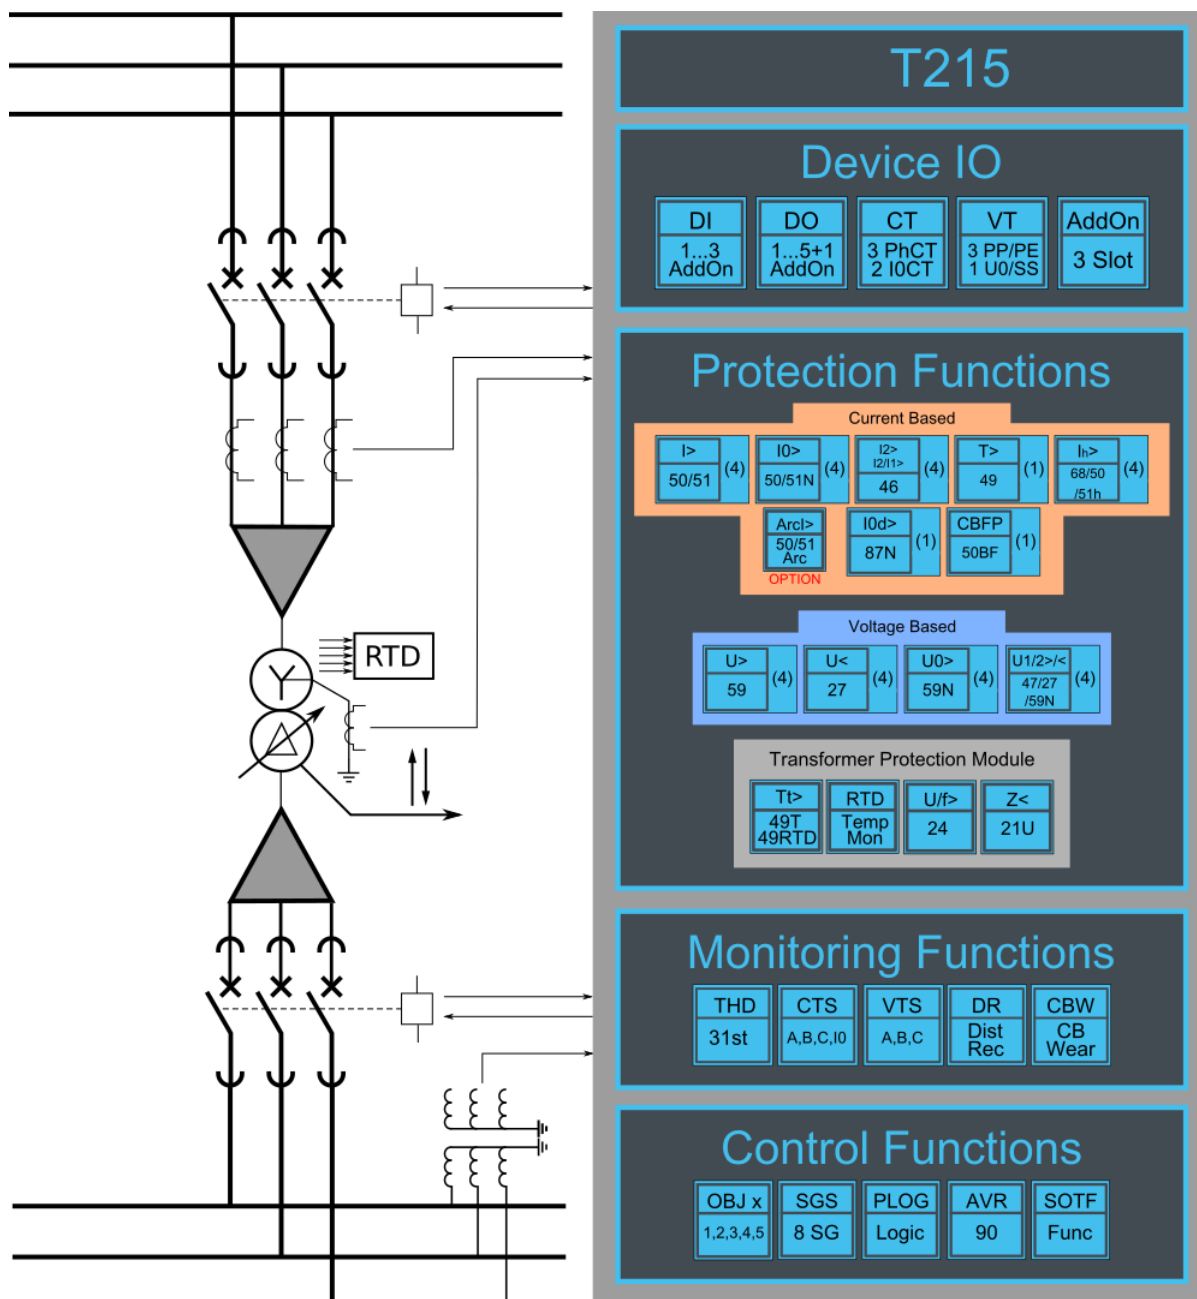 T215
Device IO
DI
1...3
AddOn
DO
1...5+1
AddOn
CT
3 PhCT
2 I0CT
VT
3 PP/PE
1 U0/SS
AddOn
3 Slot
Protection Functions
Current Based
I>
50/51
(4)
I0>
50/51N
(4)
I2>
I2/I1>
46
(4)
T>
49
(1)
Ih>
68/50
/51h
(4)
ArcI>
50/51
Arc
OPTION
I0d>
87N
(1)
CBFP
50BF
(1)
Voltage Based
U>
59
(4)
U<
27
(4)
U0>
59N
(4)
U1/2>/<
47/27
/59N
(4)
RTD
Transformer Protection Module
Tt>
49T
49RTD
RTD
Temp
Mon
U/f>
24
Z<
21U
Monitoring Functions
THD
31st
CTS
A,B,C,I0
VTS
A,B,C
DR
Dist
Rec
CBW
CB
Wear
Control Functions
OBJ x
1,2,3,4,5
SGS
8 SG
PLOG
Logic
AVR
90
SOTF
Func